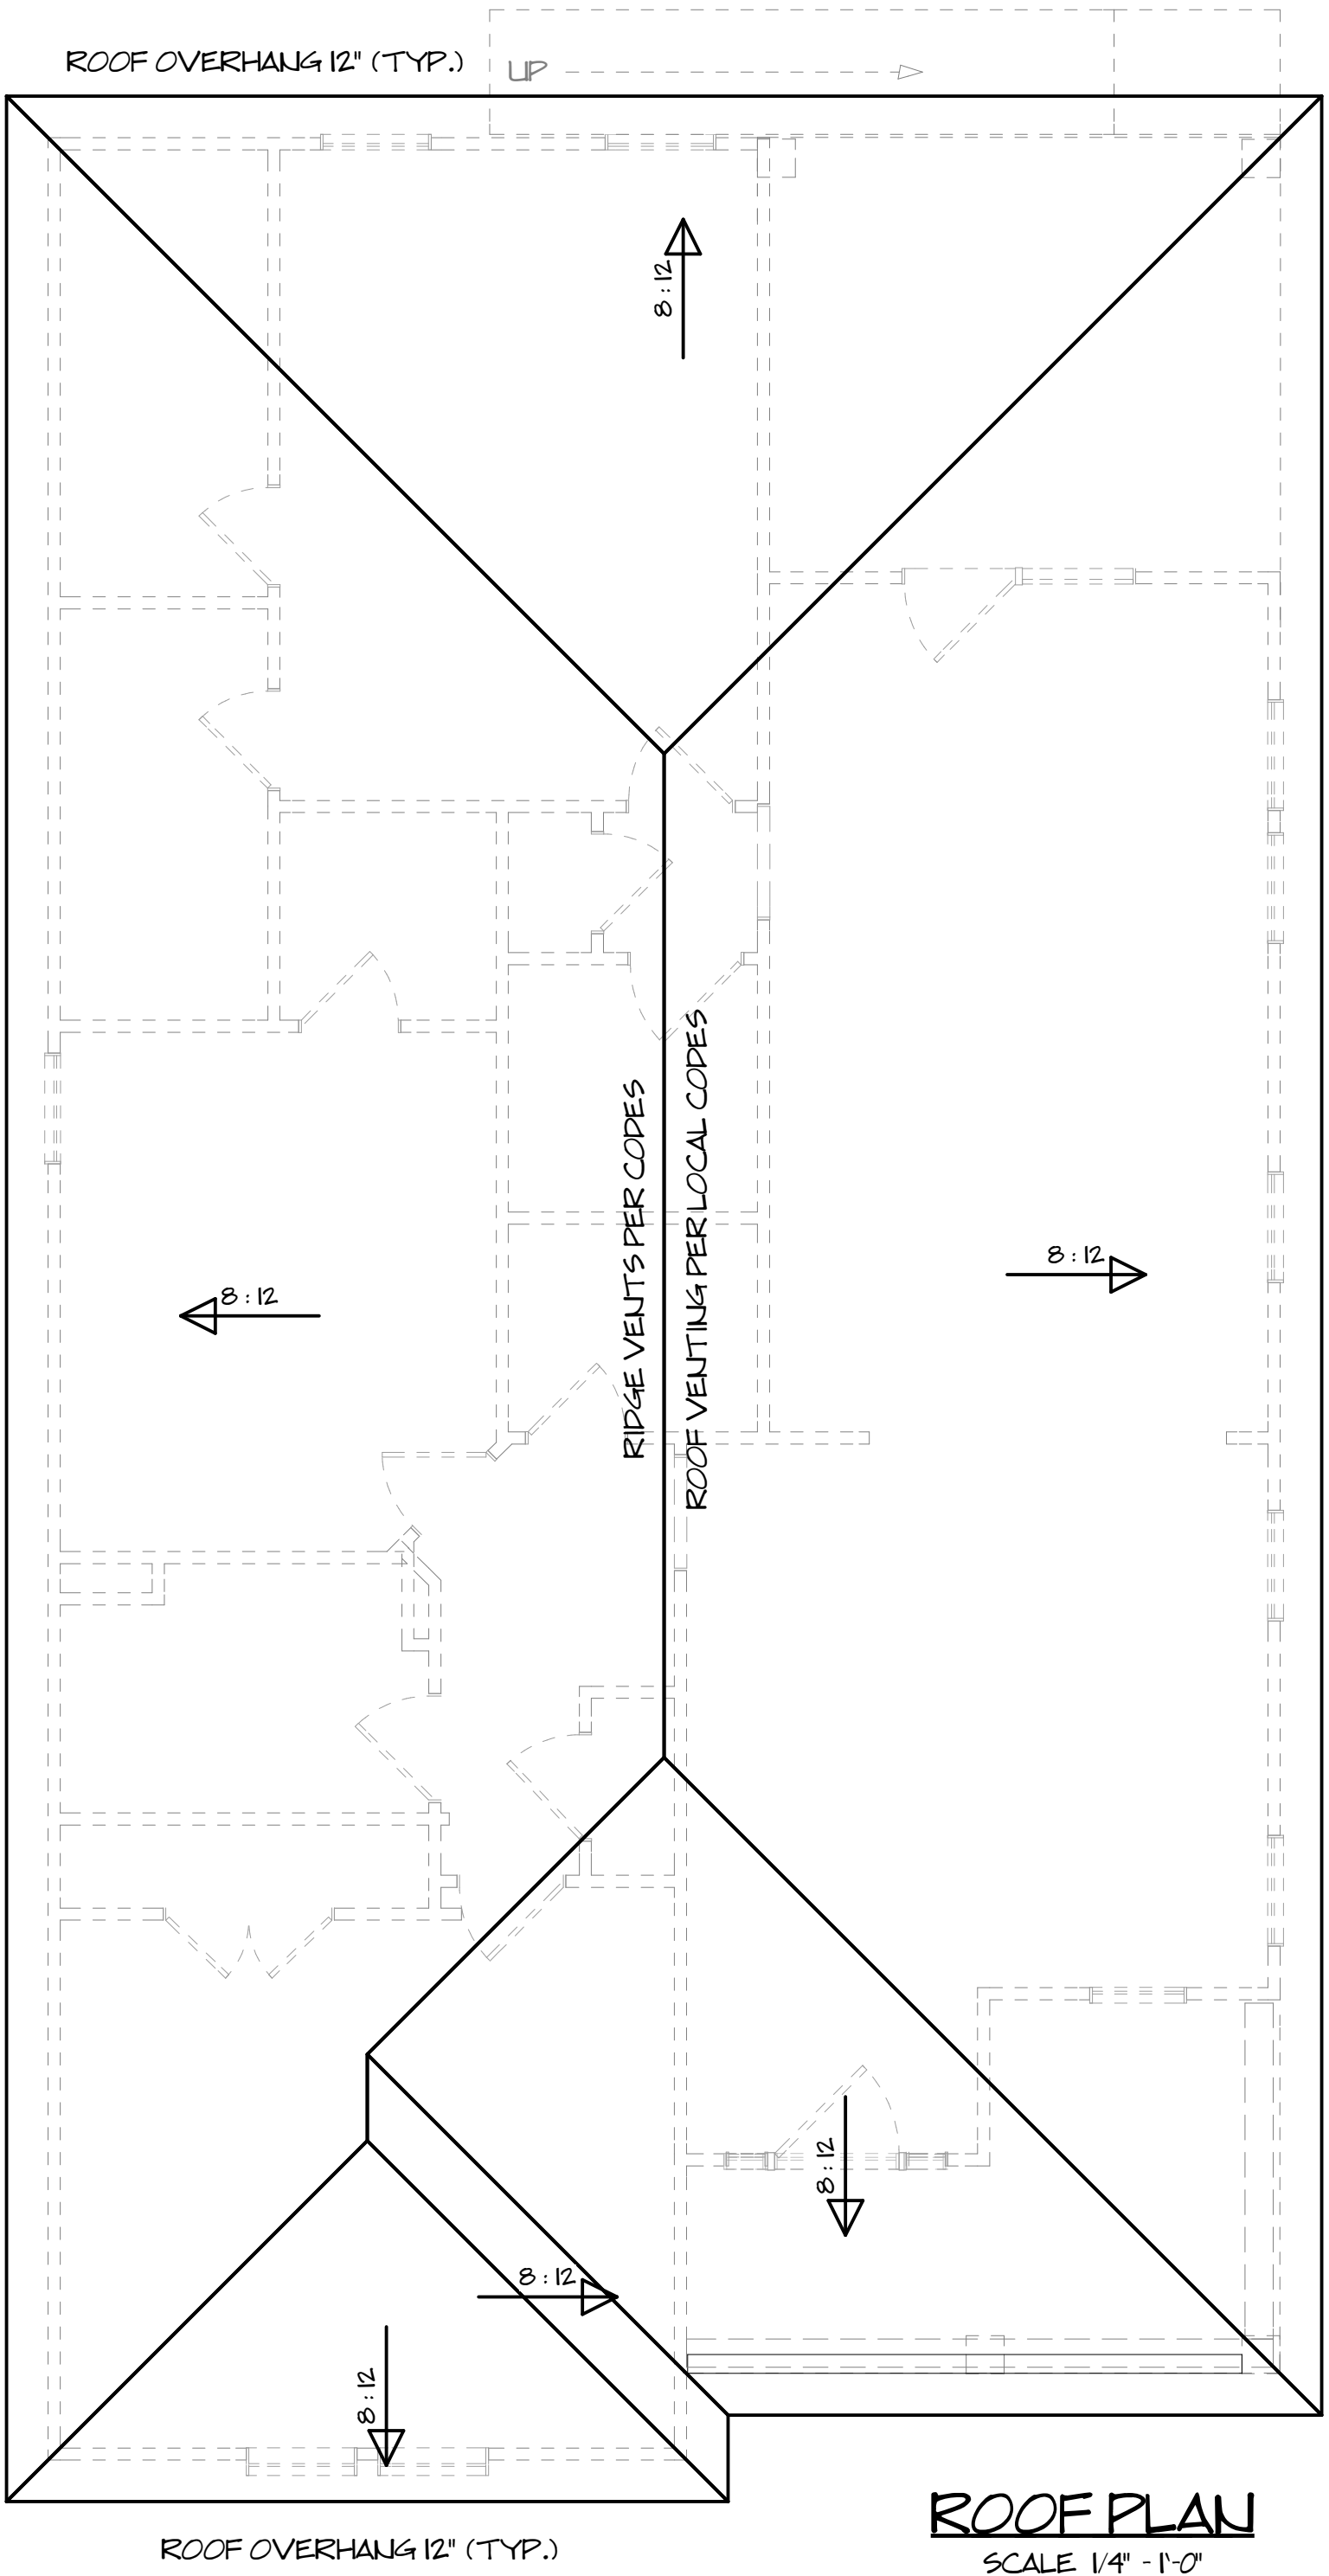 ROOF OVERHANG 12" (TYP.)
UP
8 : 12
RIDGE VENTS PER CODES
ROOF VENTING PER LOCAL CODES
8 : 12
8 : 12
8 : 12
8 : 12
8 : 12
ROOF PLAN
ROOF OVERHANG 12" (TYP.)
SCALE 1/4" - 1'-0"